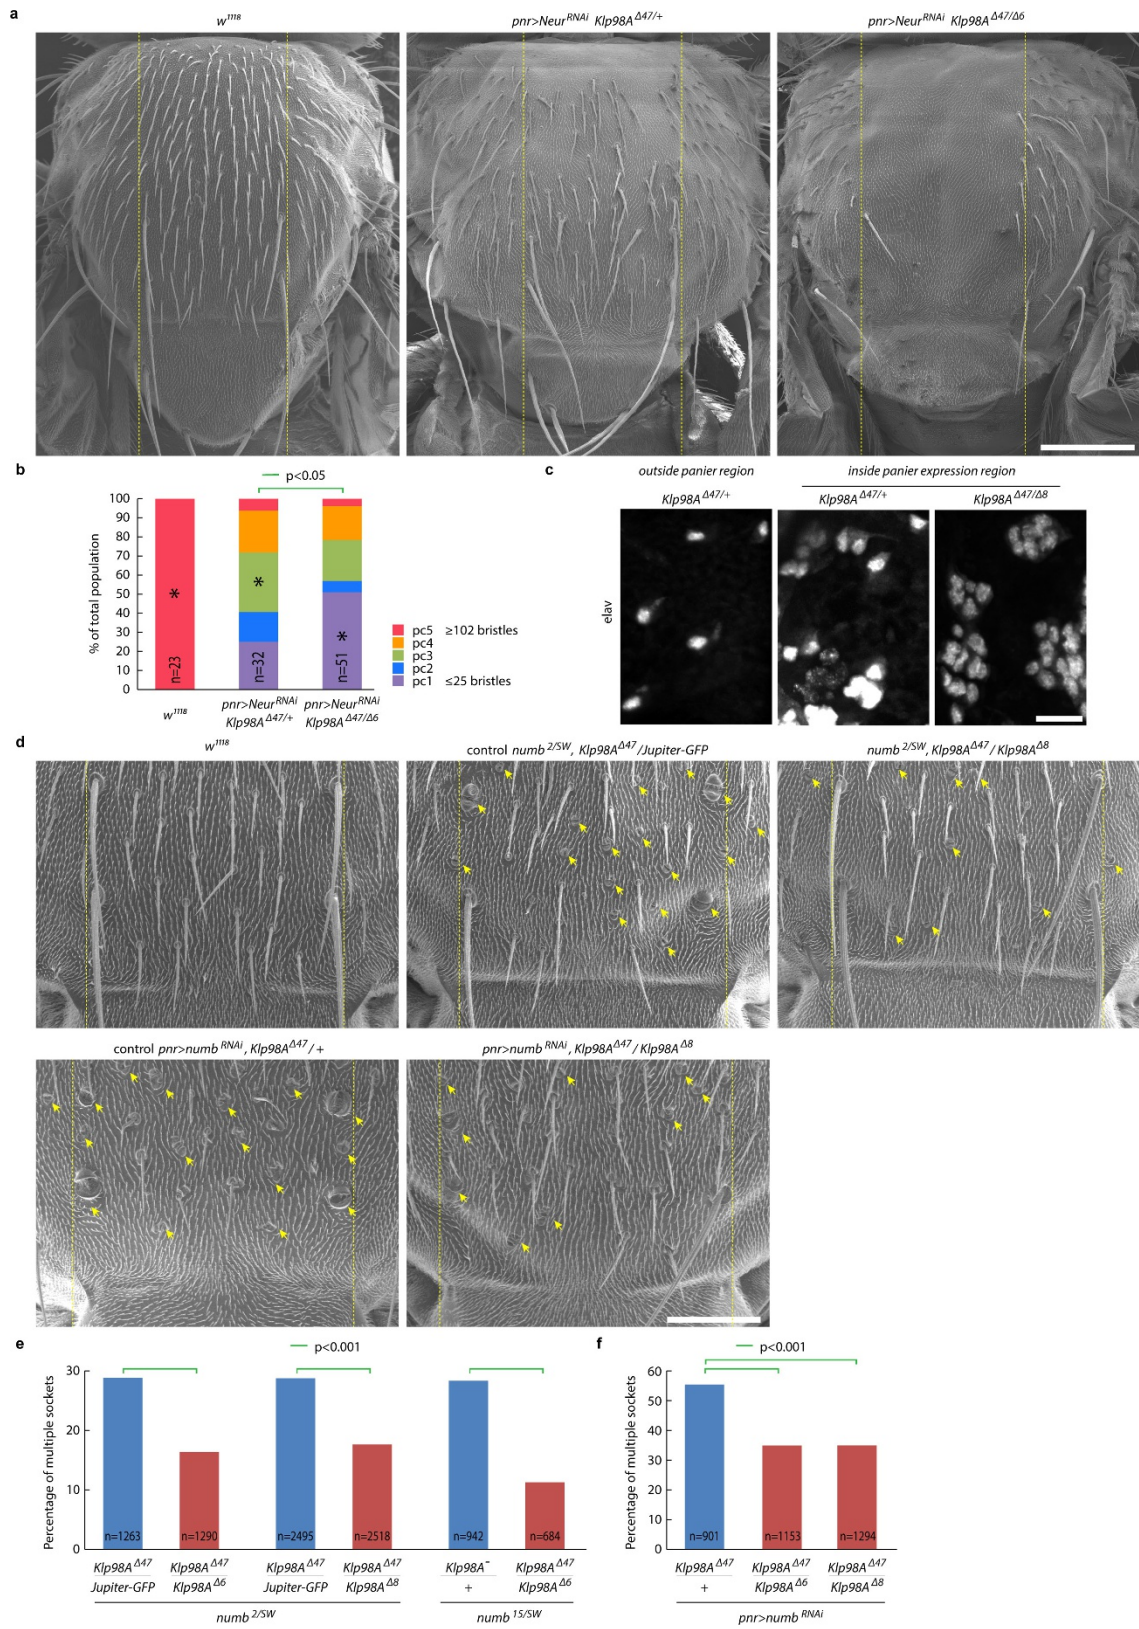 a
w1118
pnr>NeurRNAi Klp98AΔ47/+
pnr>NeurRNAi Klp98AΔ47/Δ6
b
p<0.05
% of total population
100
90
80
70
60
50
40
30
20
10
0
*
*
*
n=23
n=32
n=51
w1118
pnr>NeurRNAi
Klp98AΔ47/+
pnr>NeurRNAi
Klp98AΔ47/Δ6
pc5 ≥102 bristles
pc4
pc3
pc2
pc1 ≤25 bristles
c
outside panier region
inside panier expression region
Klp98AΔ47/+
Klp98AΔ47/+
Klp98AΔ47/Δ8
elav
d
w1118
control numb2/SW, Klp98AΔ47/Jupiter-GFP
numb2/SW, Klp98AΔ47/Klp98AΔ8
control pnr>numbRNAi, Klp98AΔ47/+
pnr>numbRNAi, Klp98AΔ47/Klp98AΔ8
e
p<0.001
Percentage of multiple sockets
30
20
10
0
n=1263
n=1290
n=2495
n=2518
n=942
n=684
Klp98AΔ47
Jupiter-GFP
Klp98AΔ47
Klp98AΔ6
Klp98AΔ47
Jupiter-GFP
Klp98AΔ47
Klp98AΔ8
Klp98A-
+
Klp98AΔ47
Klp98AΔ6
numb2/SW
numb15/SW
f
p<0.001
Percentage of multiple sockets
60
50
40
30
20
10
0
n=901
n=1153
n=1294
Klp98AΔ47
+
Klp98AΔ47
Klp98AΔ6
Klp98AΔ47
Klp98AΔ8
pnr>numbRNAi